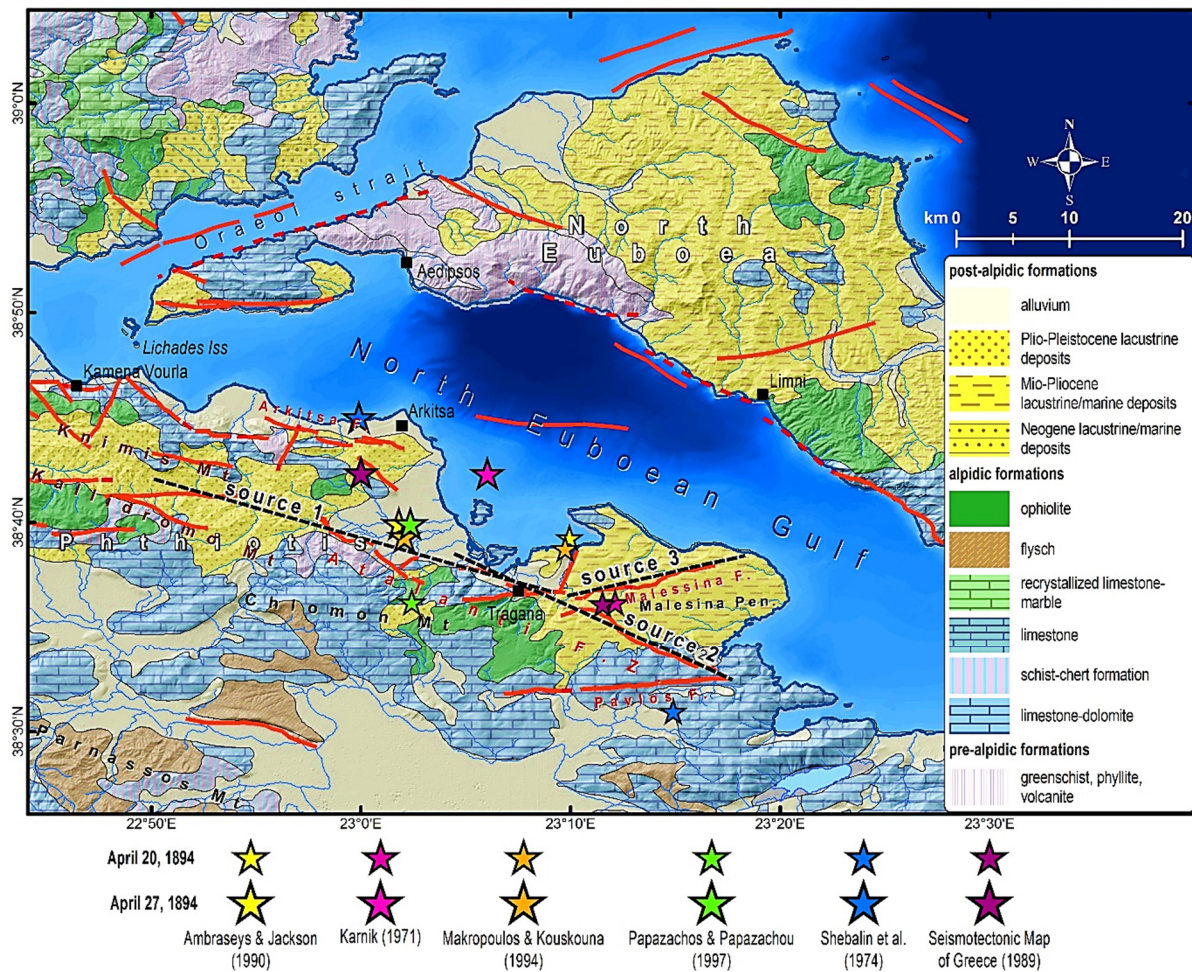 39°0'N
38°50'N
38°40'N
38°30'N
Oraeol strait
North
Euboea
Aedipsos
Lichades Iss
Kamena Vourla
Limni
North Euboean Gulf
Arkitsa F.
Arkitsa
Knimis Mt
Kallidromo Mt
source 1
Phthiotis
Atalanti F. Z
Chlomon Mt
Tragana
source 3
Malessina F.
Malesina Pen.
source 2
Pavlos F.
Parnassos Mt
N
W E
S
km 0 5 10 20
post-alpidic formations
alluvium
Plio-Pleistocene lacustrine
deposits
Mio-Pliocene
lacustrine/marine deposits
Neogene lacustrine/marine
deposits
alpidic formations
ophiolite
flysch
recrystallized limestone-
marble
limestone
schist-chert formation
limestone-dolomite
pre-alpidic formations
greenschist, phyllite,
volcanite
22°50'E 23°0'E 23°10'E 23°20'E 23°30'E
April 20, 1894
April 27, 1894
Ambraseys & Jackson
(1990)
Karnik (1971)
Makropoulos & Kouskouna
(1994)
Papazachos & Papazachou
(1997)
Shebalin et al.
(1974)
Seismotectonic Map
of Greece (1989)